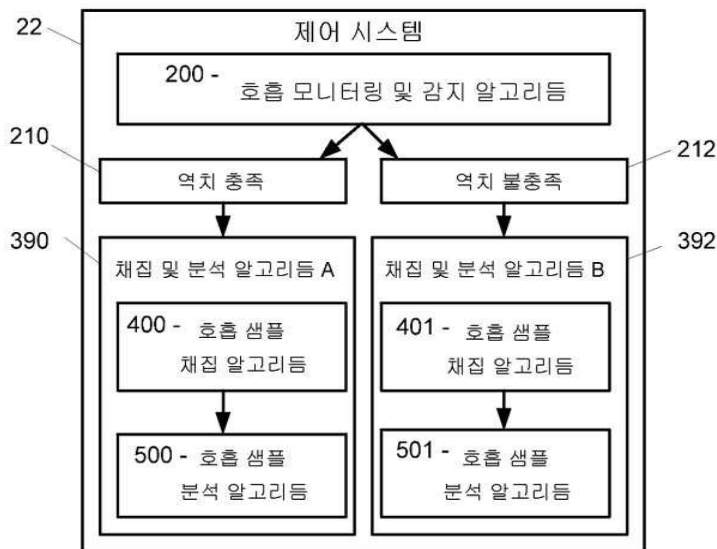 22
제어 시스템
200 - 호흡 모니터링 및 감지 알고리듬
210
212
역치 충족
역치 불충족
390
392
채집 및 분석 알고리듬 A
채집 및 분석 알고리듬 B
400 - 호흡 샘플
채집 알고리듬
401 - 호흡 샘플
채집 알고리듬
500 - 호흡 샘플
분석 알고리듬
501 - 호흡 샘플
분석 알고리듬